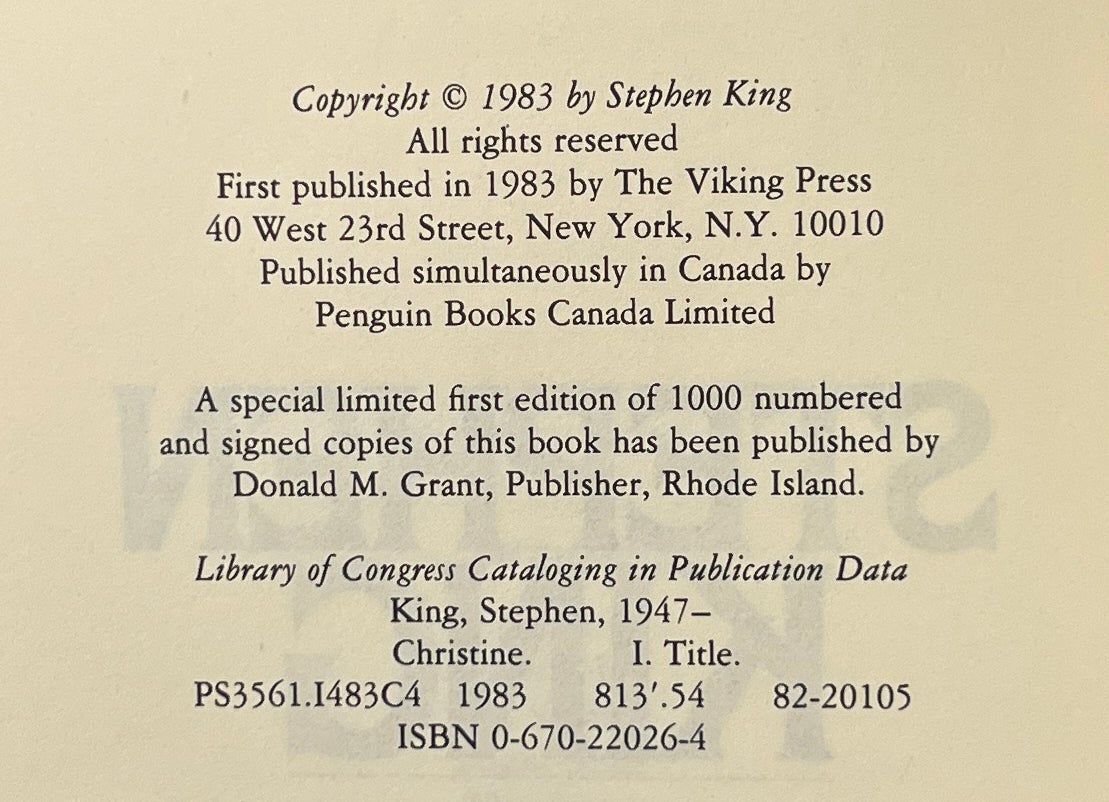 Copyright © 1983 by Stephen King
All rights reserved
First published in 1983 by The Viking Press
40 West 23rd Street, New York, N.Y. 10010
Published simultaneously in Canada by
Penguin Books Canada Limited
A special limited first edition of 1000 numbered
and signed copies of this book has been published by
Donald M. Grant, Publisher, Rhode Island.
Library of Congress Cataloging in Publication Data
King, Stephen, 1947–
Christine. I. Title.
PS3561.I483C4 1983 813′.54 82-20105
ISBN 0-670-22026-4
STEPHEN
KING